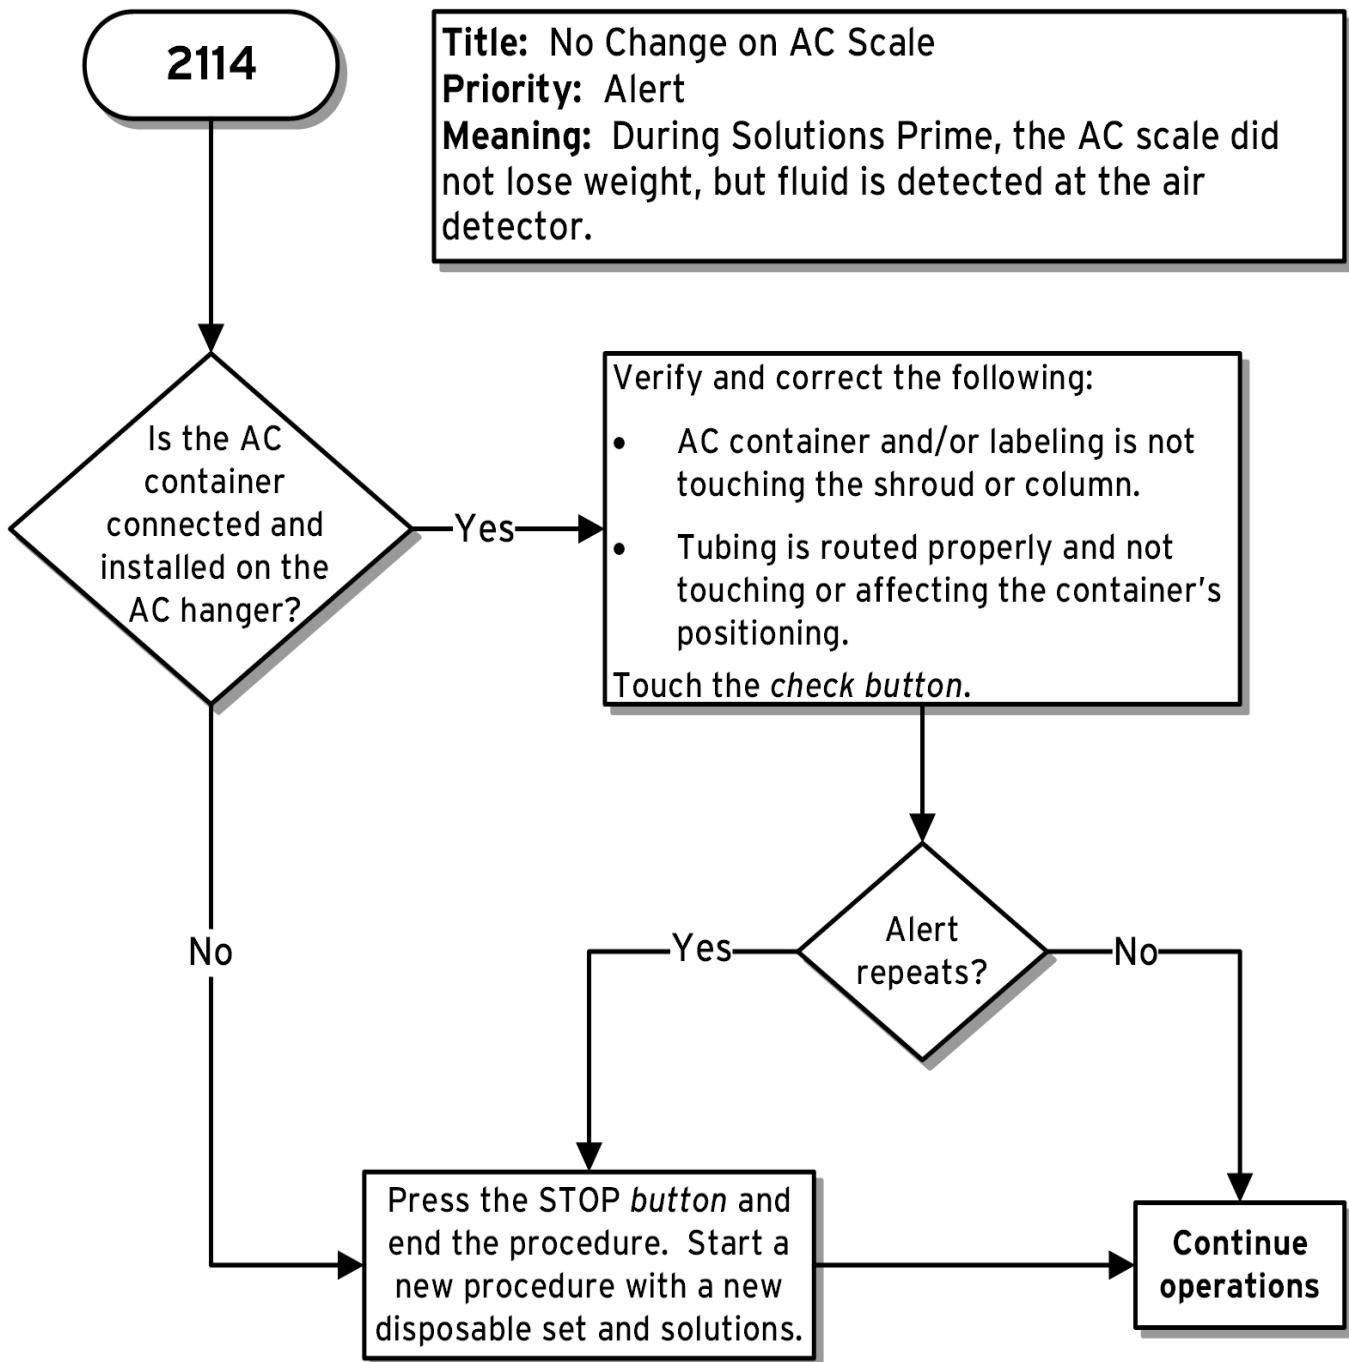 2114
Title: No Change on AC Scale
Priority: Alert
Meaning: During Solutions Prime, the AC scale did
not lose weight, but fluid is detected at the air
detector.
Is the AC
container
connected and
installed on the
AC hanger?
Yes
Verify and correct the following:
• AC container and/or labeling is not
touching the shroud or column.
• Tubing is routed properly and not
touching or affecting the container's
positioning.
Touch the check button.
No
Alert
repeats?
Yes
No
Press the STOP button and
end the procedure. Start a
new procedure with a new
disposable set and solutions.
Continue
operations